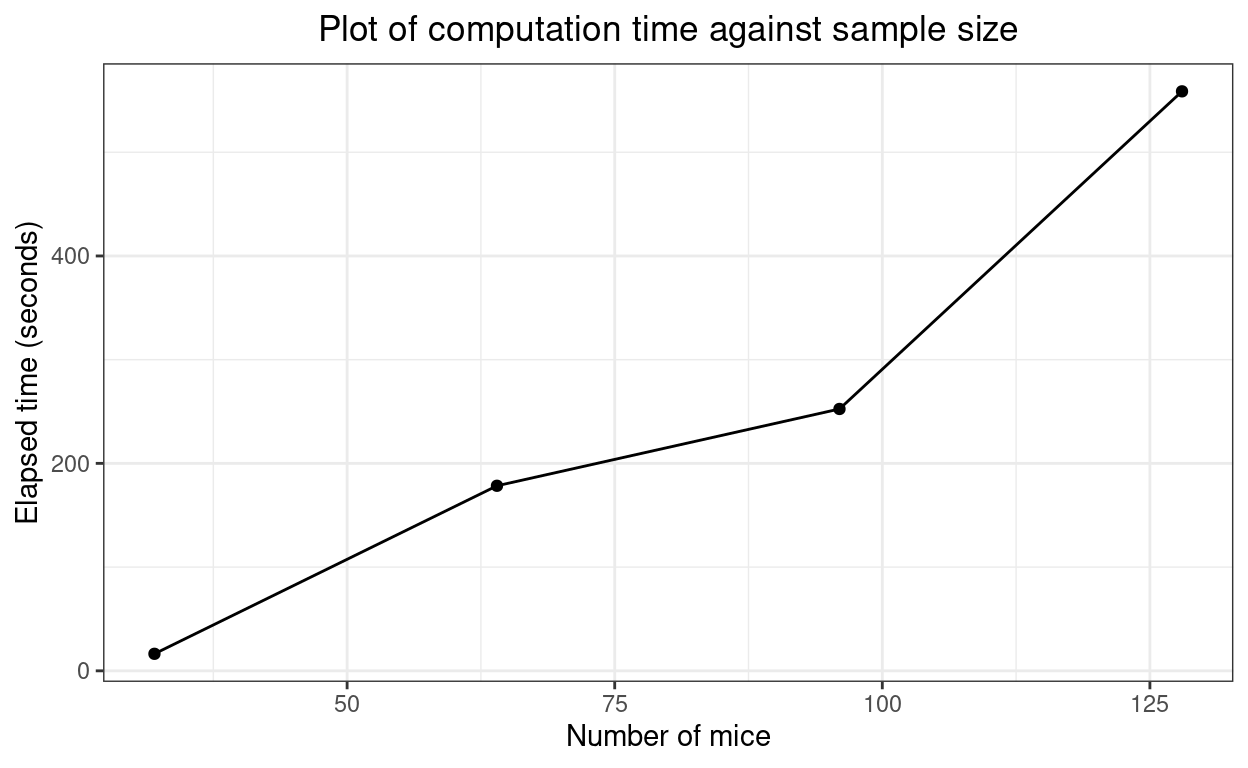 Plot of computation time against sample size
Elapsed time (seconds)
400
200
0
50
75
100
125
Number of mice